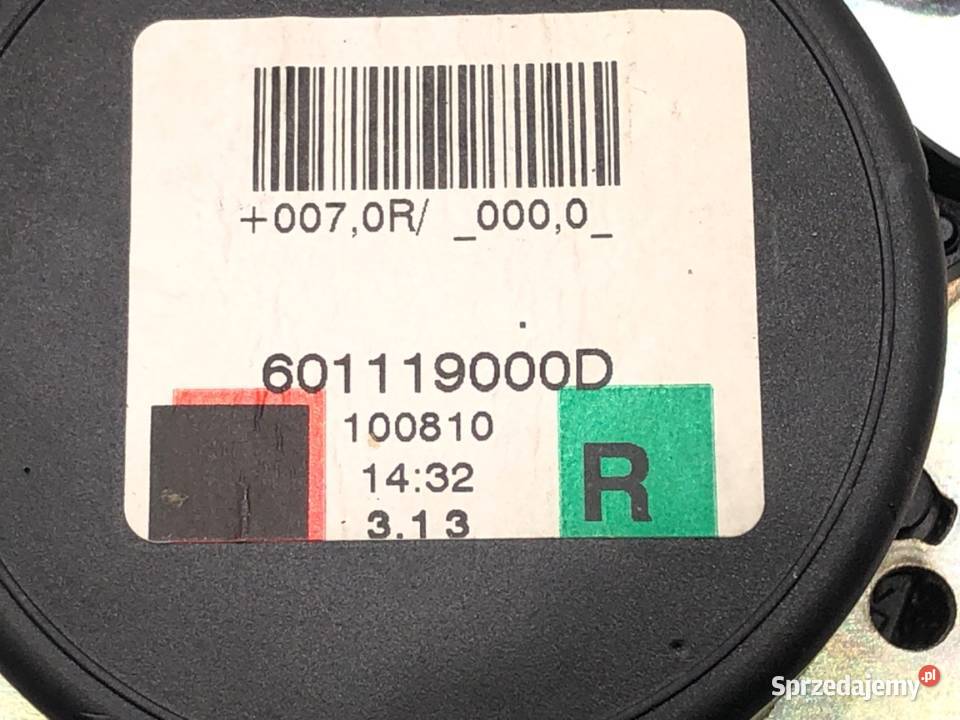 +007,0R/ _000,0_
601119000D
100810
14:32
3.13
R
Sprzedajemy.pl